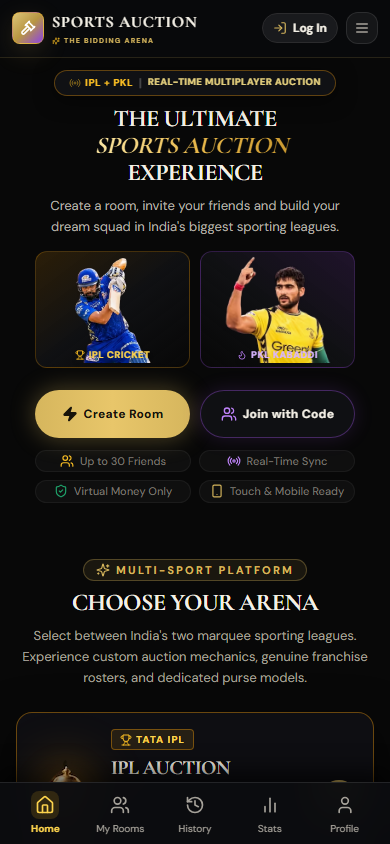 SPORTS AUCTION
THE BIDDING ARENA
Log In
IPL + PKL | REAL-TIME MULTIPLAYER AUCTION
THE ULTIMATE
SPORTS AUCTION
EXPERIENCE
Create a room, invite your friends and build your
dream squad in India's biggest sporting leagues.
IPL CRICKET
PKL KABADDI
Create Room
Join with Code
Up to 30 Friends
Real-Time Sync
Virtual Money Only
Touch & Mobile Ready
MULTI-SPORT PLATFORM
CHOOSE YOUR ARENA
Select between India's two marquee sporting leagues.
Experience custom auction mechanics, genuine franchise
rosters, and dedicated purse models.
TATA IPL
IPL AUCTION
Home
My Rooms
History
Stats
Profile